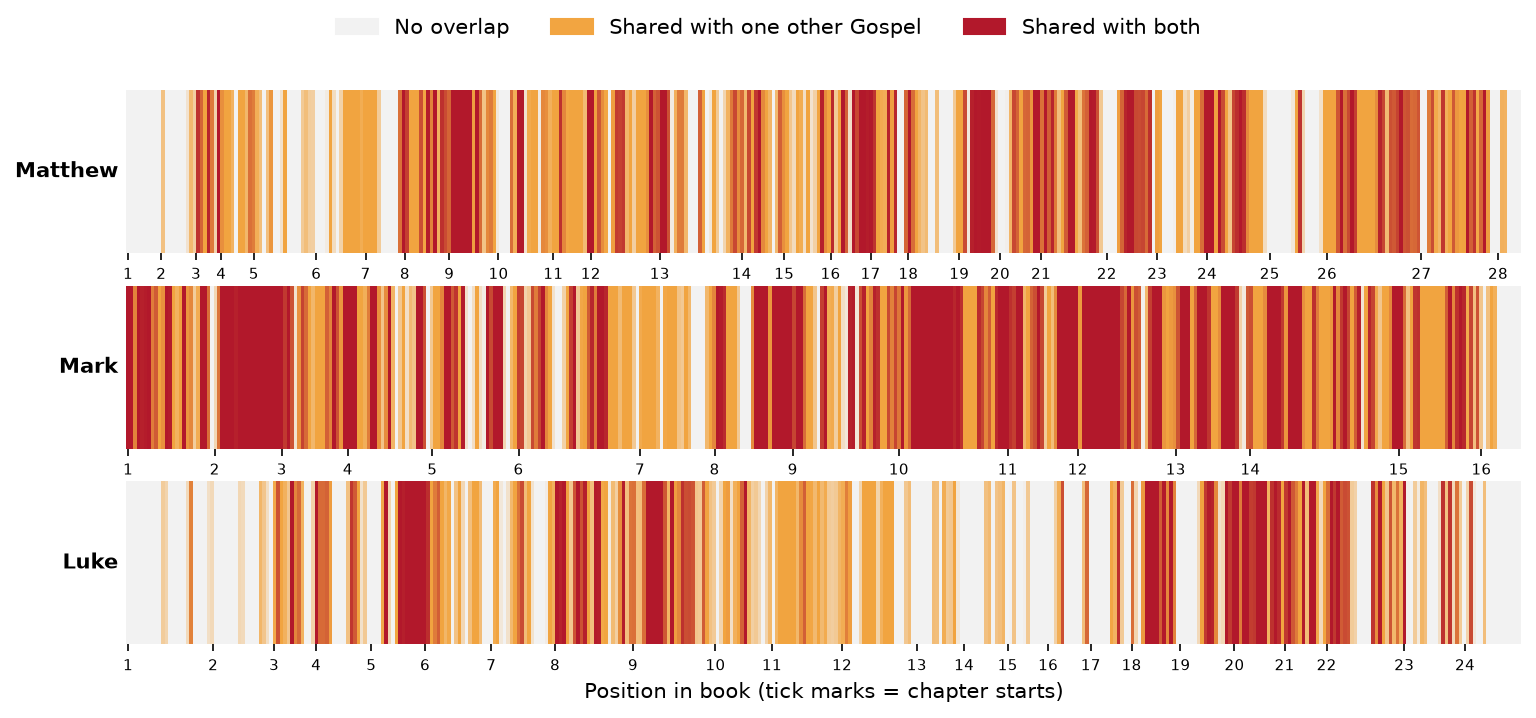 No overlap Shared with one other Gospel Shared with both
Matthew
1 2 3 4 5 6 7 8 9 10 11 12 13 14 15 16 17 18 19 20 21 22 23 24 25 26 27 28
Mark
1 2 3 4 5 6 7 8 9 10 11 12 13 14 15 16
Luke
1 2 3 4 5 6 7 8 9 10 11 12 13 14 15 16 17 18 19 20 21 22 23 24
Position in book (tick marks = chapter starts)